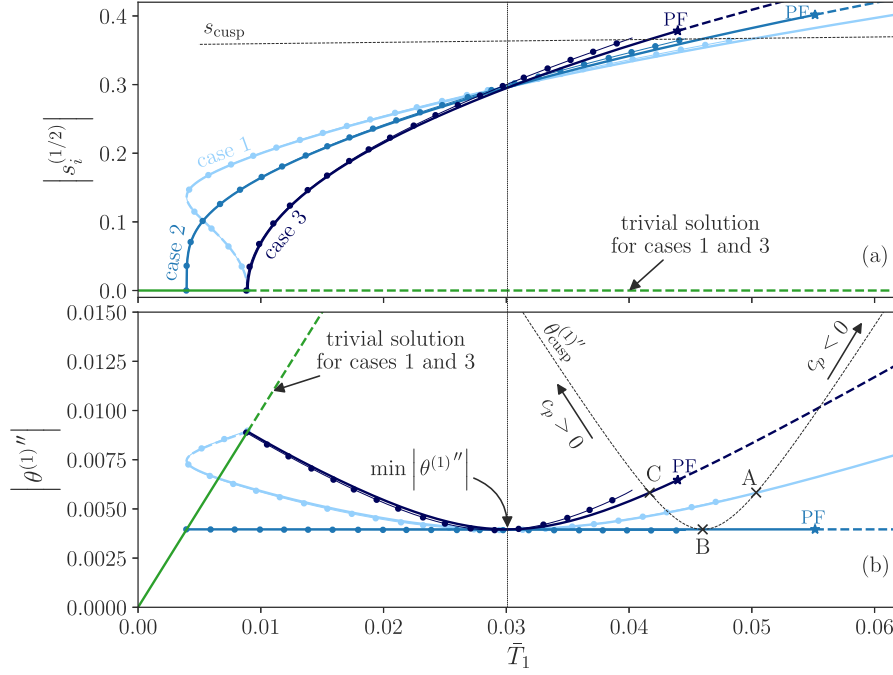 0.4
0.3
0.2
0.1
0.0
|s_i^{(1/2)}|
s_cusp
PF
PF
case 1
case 2
case 3
trivial solution
for cases 1 and 3
(a)
0.0150
0.0125
0.0100
0.0075
0.0050
0.0025
0.0000
|θ^{(1)}″|
trivial solution
for cases 1 and 3
min |θ^{(1)}″|
θ_cusp^{(1)}″
c_p > 0
c_p < 0
C
PF
A
B
PF
(b)
0.00
0.01
0.02
0.03
0.04
0.05
0.06
T̄_1